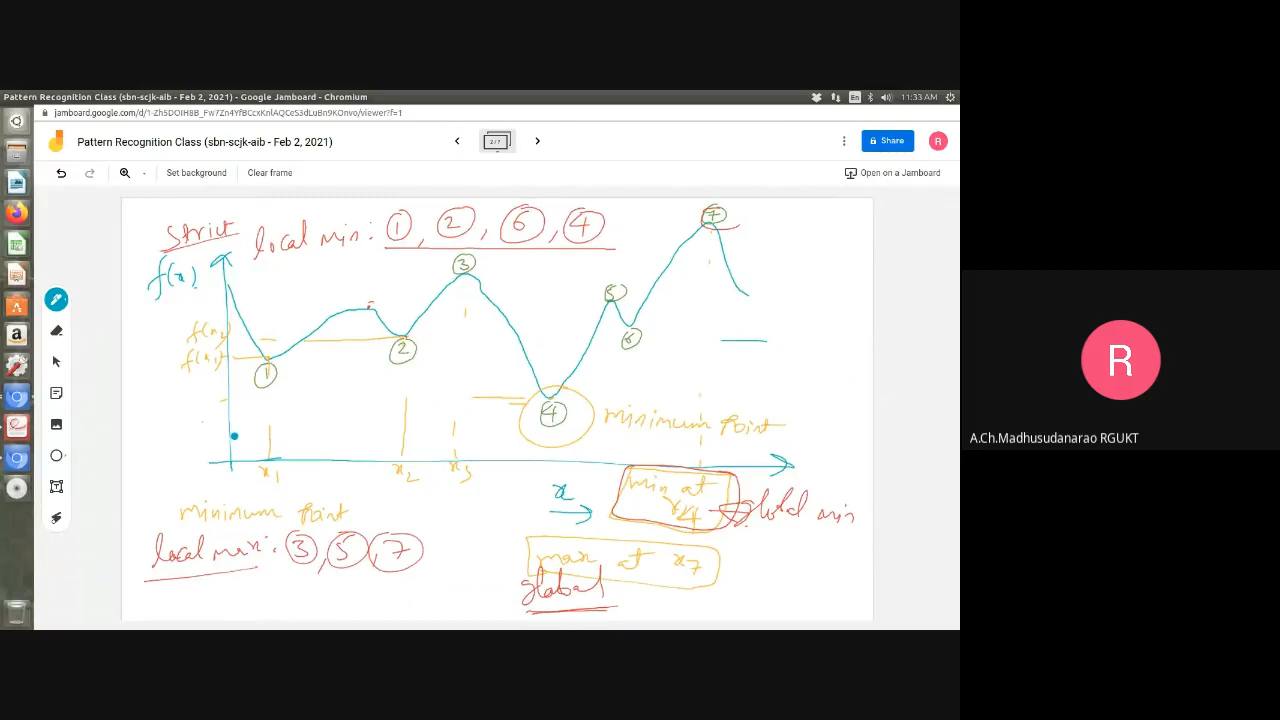 Pattern Recognition Class (sbn-scjk-aib - Feb 2, 2021) - Google Jamboard - Chromium
En
11:33 AM
Pattern Recognition Class (sbn-scjk-aib - Feb 2, 2021)
2/7
Share
R
Set background
Clear frame
Open on a Jamboard
Strict local min: 1, 2, 6, 4
f(x)
7
3
5
f(x2)
f(x1)
2
6
1
4
minimum point
x1
x2
x3
x
min at x4
global min
minimum point
local max: 3, 5, 7
max at x7
global
R
A.Ch.Madhusudanarao RGUKT